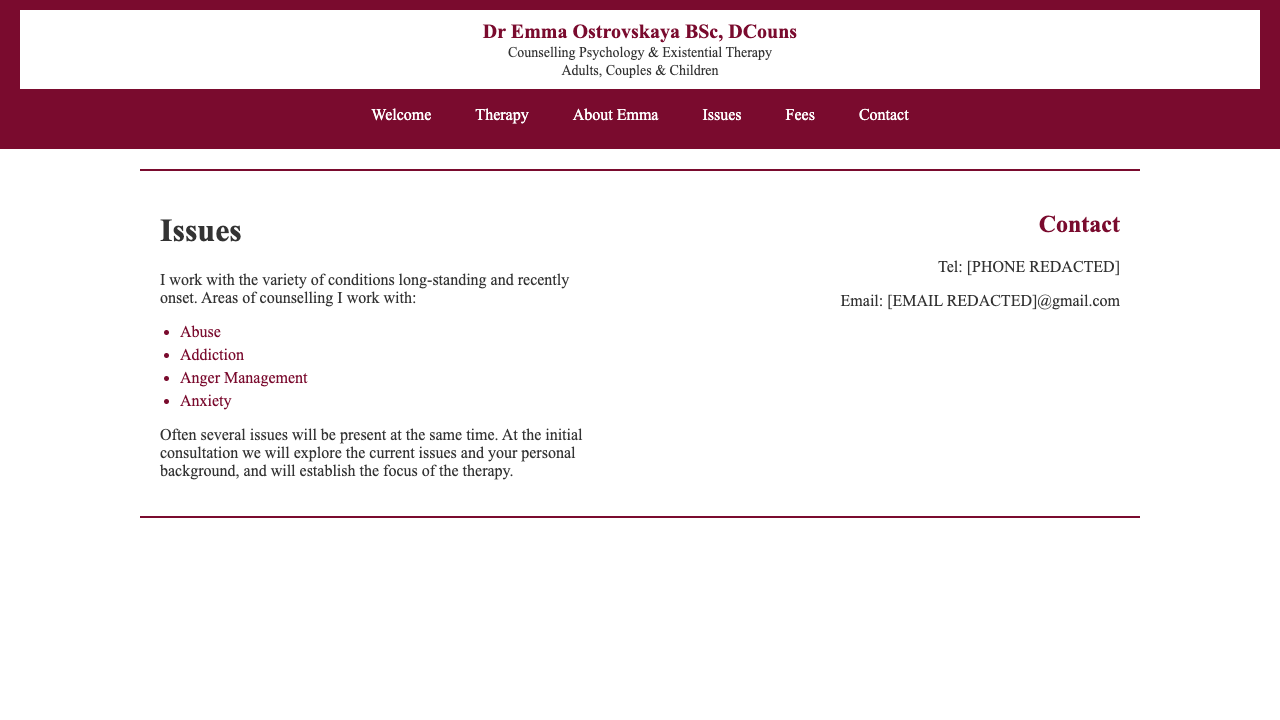 Dr Emma Ostrovskaya BSc, DCouns
Counselling Psychology & Existential Therapy
Adults, Couples & Children
Welcome Therapy About Emma Issues Fees Contact
Issues
I work with the variety of conditions long-standing and recently
onset. Areas of counselling I work with:
• Abuse
• Addiction
• Anger Management
• Anxiety
Often several issues will be present at the same time. At the initial
consultation we will explore the current issues and your personal
background, and will establish the focus of the therapy.
Contact
Tel: [PHONE REDACTED]
Email: [EMAIL REDACTED]@gmail.com